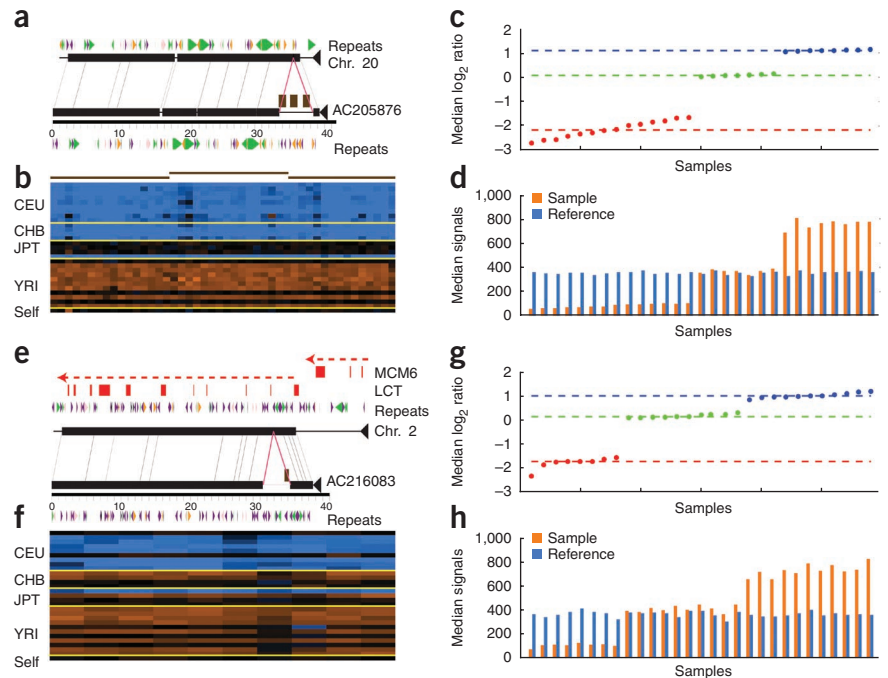 a
Repeats
Chr. 20
AC205876
0 10 20 30 40
Repeats
b
CEU
CHB
JPT
YRI
Self
c
Median log2 ratio
2
1
0
−1
−2
−3
Samples
d
Median signals
1,000
800
600
400
200
0
Sample
Reference
Samples
e
MCM6
LCT
Repeats
Chr. 2
AC216083
0 10 20 30 40
Repeats
f
CEU
CHB
JPT
YRI
Self
g
Median log2 ratio
2
1
0
−1
−2
−3
Samples
h
Median signals
1,000
800
600
400
200
0
Sample
Reference
Samples